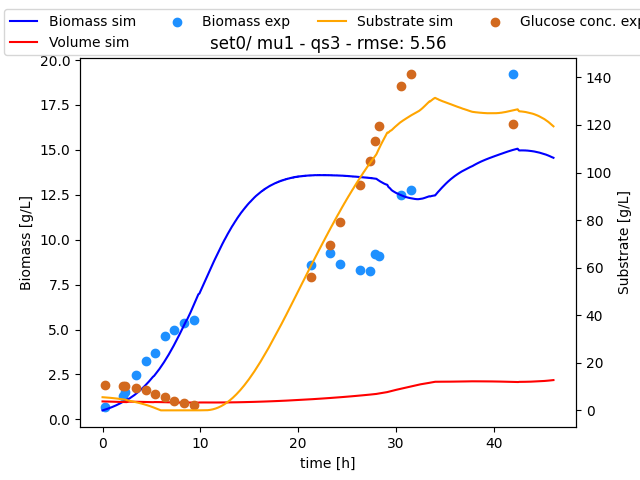 Biomass sim Biomass exp Substrate sim Glucose conc. exp
Volume sim
set0/ mu1 - qs3 - rmse: 5.56
20.0
17.5
15.0
12.5
10.0
7.5
5.0
2.5
0.0
Biomass [g/L]
140
120
100
80
60
40
20
0
Substrate [g/L]
0 10 20 30 40
time [h]